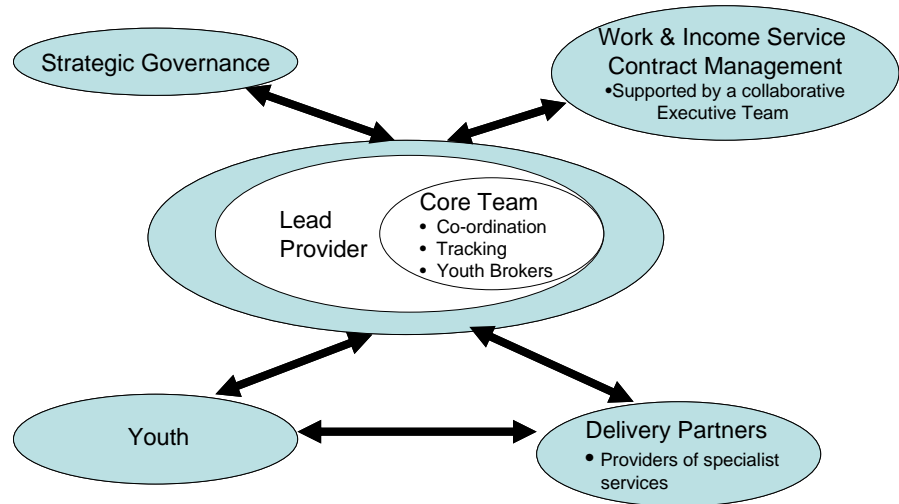 Strategic Governance
Work & Income Service
Contract Management
•Supported by a collaborative
Executive Team
Lead
Provider
Core Team
• Co-ordination
• Tracking
• Youth Brokers
Youth
Delivery Partners
• Providers of specialist
services